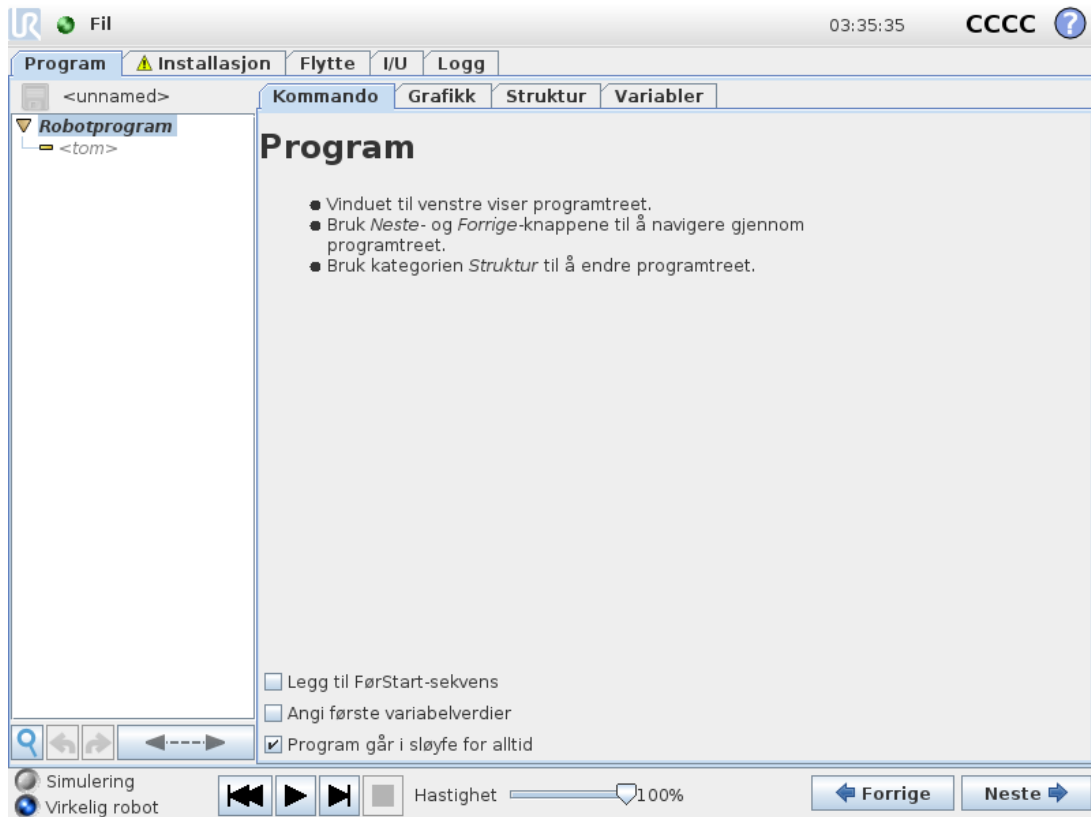 UR Fil 03:35:35 CCCC ?
Program Installasjon Flytte I/U Logg
<unnamed>
Kommando Grafikk Struktur Variabler
Robotprogram
<tom>
Program
Vinduet til venstre viser programtreet.
Bruk Neste- og Forrige-knappene til å navigere gjennom
programtreet.
Bruk kategorien Struktur til å endre programtreet.
Legg til FørStart-sekvens
Angi første variabelverdier
Program går i sløyfe for alltid
Simulering
Virkelig robot
Hastighet 100%
Forrige Neste